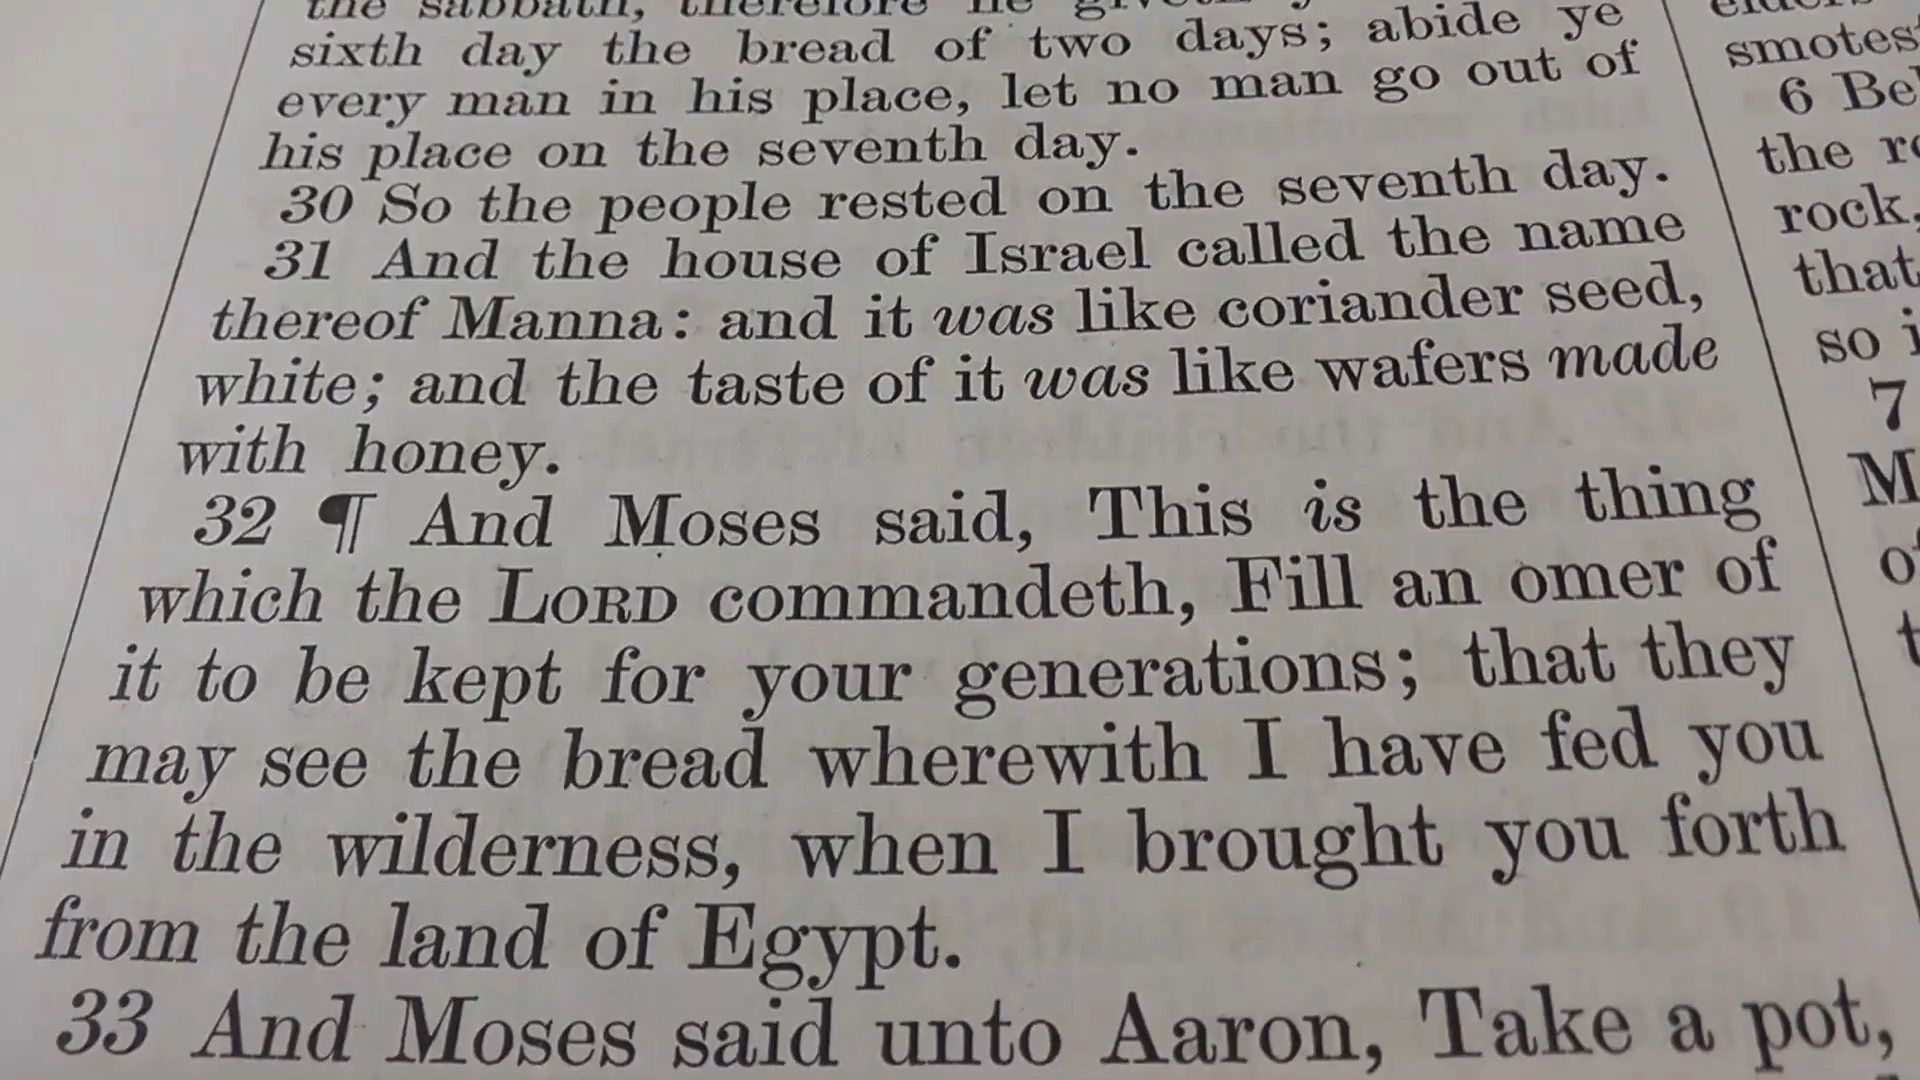 the sabbath, therefore he giveth
sixth day the bread of two days; abide ye
every man in his place, let no man go out of
his place on the seventh day.
30 So the people rested on the seventh day.
31 And the house of Israel called the name
thereof Manna: and it was like coriander seed,
white; and the taste of it was like wafers made
with honey.
32 ¶ And Moses said, This is the thing
which the LORD commandeth, Fill an omer of
it to be kept for your generations; that they
may see the bread wherewith I have fed you
in the wilderness, when I brought you forth
from the land of Egypt.
33 And Moses said unto Aaron, Take a pot,
smotes
6 Be
the
rock,
that
so
7